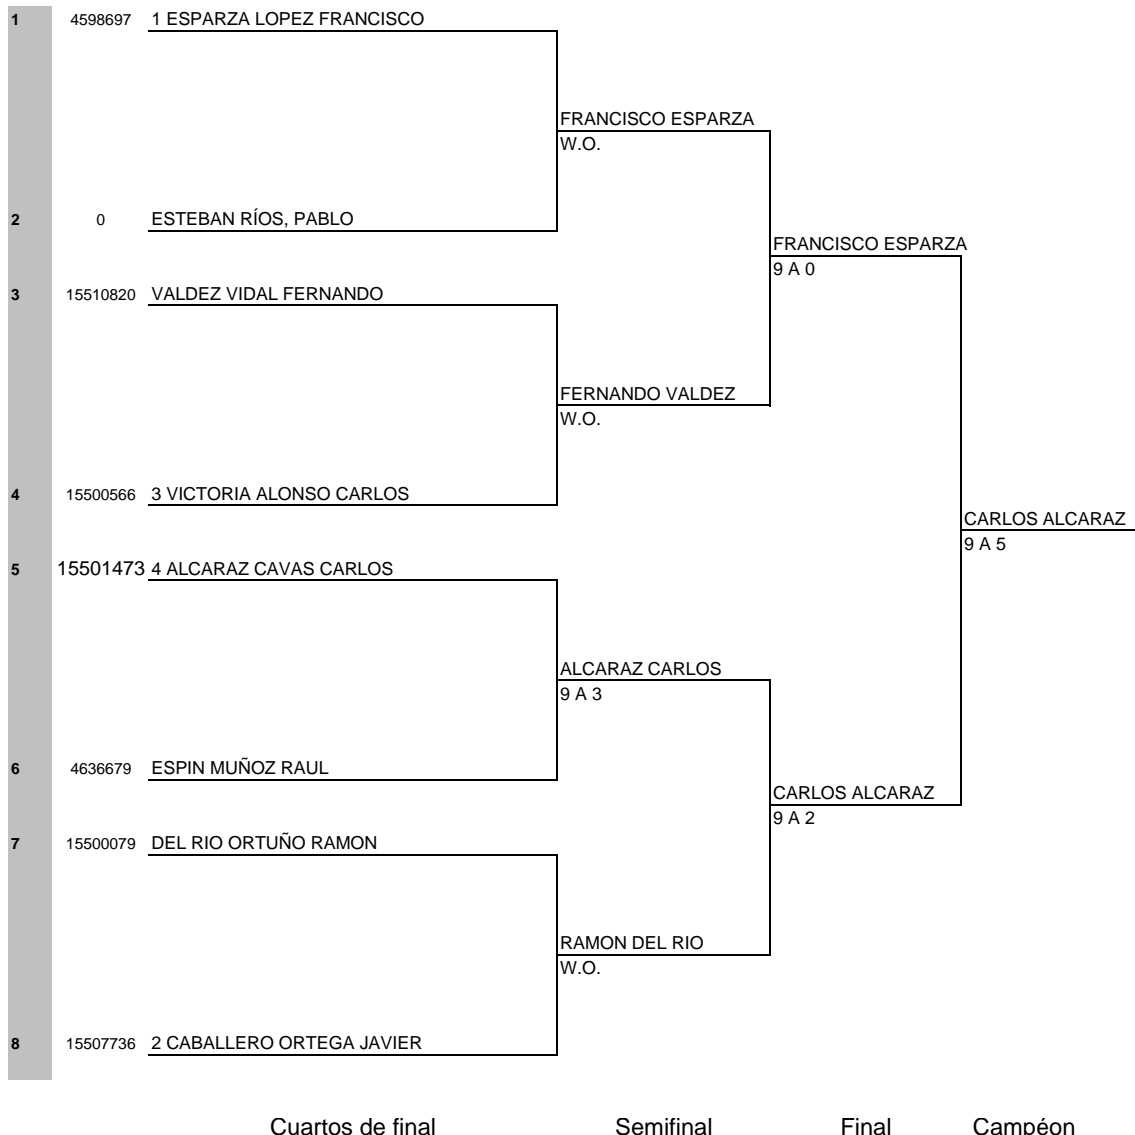 1 4598697 1 ESPARZA LOPEZ FRANCISCO
FRANCISCO ESPARZA
W.O.
2 0 ESTEBAN RÍOS, PABLO
FRANCISCO ESPARZA
9 A 0
3 15510820 VALDEZ VIDAL FERNANDO
FERNANDO VALDEZ
W.O.
4 15500566 3 VICTORIA ALONSO CARLOS
CARLOS ALCARAZ
9 A 5
5 15501473 4 ALCARAZ CAVAS CARLOS
ALCARAZ CARLOS
9 A 3
6 4636679 ESPIN MUÑOZ RAUL
CARLOS ALCARAZ
9 A 2
7 15500079 DEL RIO ORTUÑO RAMON
RAMON DEL RIO
W.O.
8 15507736 2 CABALLERO ORTEGA JAVIER
Cuartos de final Semifinal Final Campéon